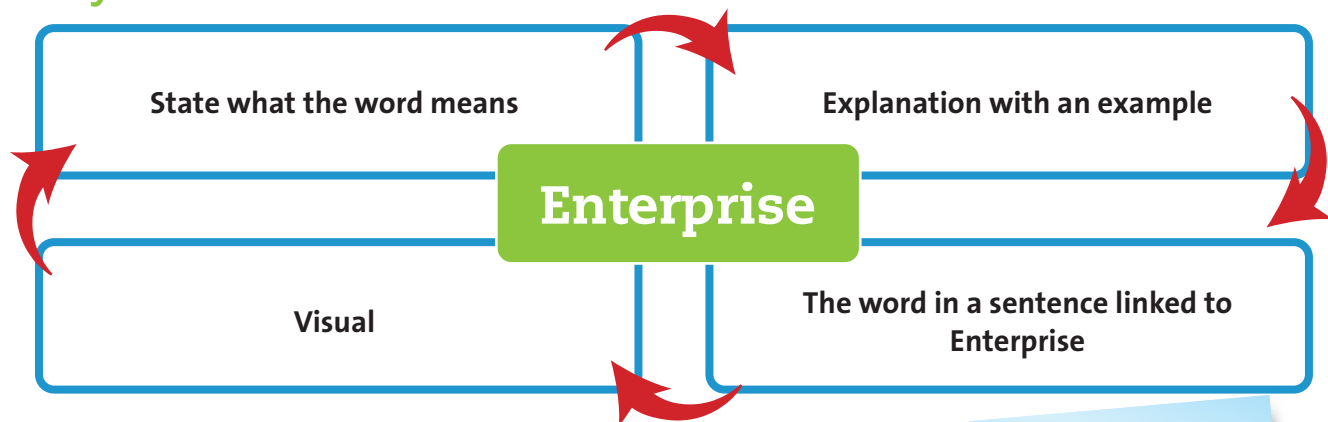 State what the word means
Explanation with an example
Enterprise
Visual
The word in a sentence linked to
Enterprise